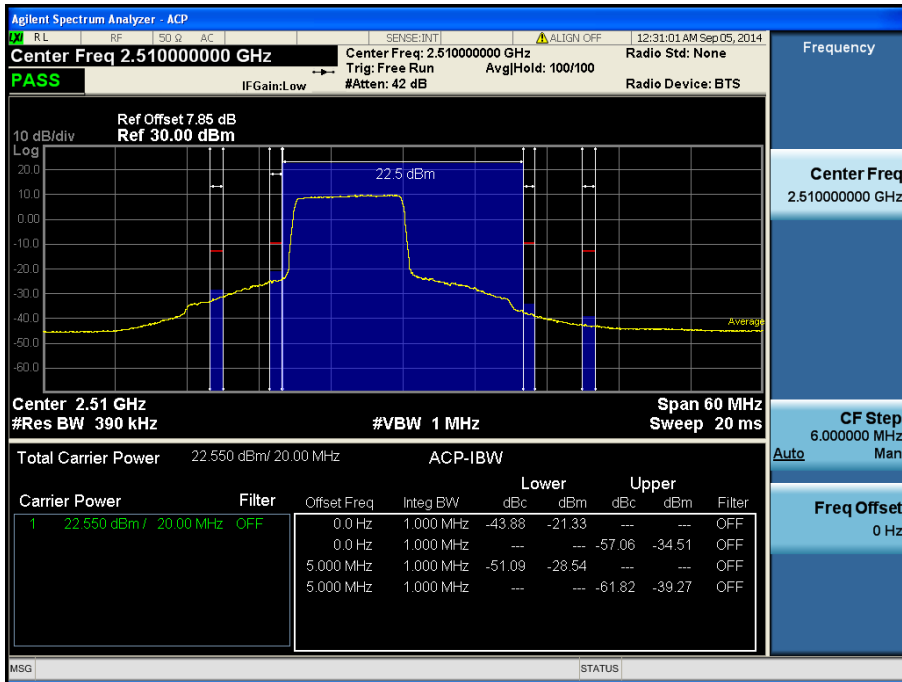 Agilent Spectrum Analyzer - ACP
LXI RL RF 50 Ω AC SENSE:INT ALIGN OFF 12:31:01 AM Sep 05, 2014
Center Freq 2.510000000 GHz
Center Freq: 2.510000000 GHz
Radio Std: None
Trig: Free Run
Avg|Hold: 100/100
PASS
IFGain:Low
#Atten: 42 dB
Radio Device: BTS
Ref Offset 7.85 dB
10 dB/div Ref 30.00 dBm
Log
20.0
10.0
0.00
-10.0
-20.0
-30.0
-40.0
-50.0
-60.0
22.5 dBm
Average
Center 2.51 GHz Span 60 MHz
#Res BW 390 kHz #VBW 1 MHz Sweep 20 ms
Total Carrier Power 22.550 dBm/ 20.00 MHz ACP-IBW
Lower Upper
Carrier Power Filter
1 22.550 dBm / 20.00 MHz OFF
Offset Freq Integ BW dBc dBm dBc dBm Filter
0.0 Hz 1.000 MHz -43.88 -21.33 --- --- OFF
0.0 Hz 1.000 MHz --- --- -57.06 -34.51 OFF
5.000 MHz 1.000 MHz -51.09 -28.54 --- --- OFF
5.000 MHz 1.000 MHz --- --- -61.82 -39.27 OFF
Frequency
Center Freq
2.510000000 GHz
CF Step
6.000000 MHz
Auto Man
Freq Offset
0 Hz
MSG STATUS